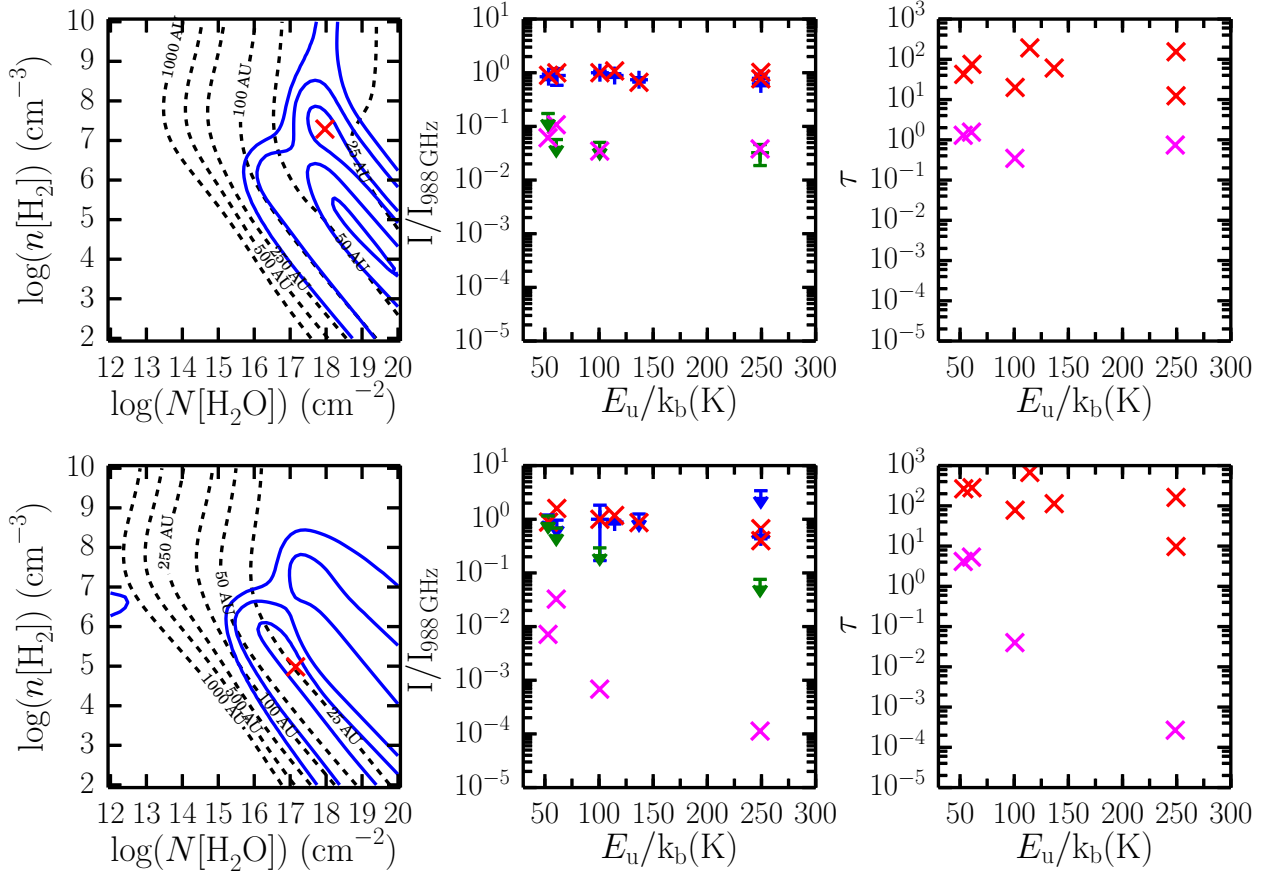 log(n[H₂]) (cm⁻³)
10
9
8
7
6
5
4
3
2
1000 AU
100 AU
25 AU
50 AU
250 AU
500 AU
12 13 14 15 16 17 18 19 20
log(N[H₂O]) (cm⁻²)
I/I₉₈₈ GHz
10¹
10⁰
10⁻¹
10⁻²
10⁻³
10⁻⁴
10⁻⁵
50 100 150 200 250 300
Eᵤ/k_b(K)
τ
10³
10²
10¹
10⁰
10⁻¹
10⁻²
10⁻³
10⁻⁴
10⁻⁵
50 100 150 200 250 300
Eᵤ/k_b(K)
log(n[H₂]) (cm⁻³)
10
9
8
7
6
5
4
3
2
250 AU
50 AU
1000 AU
500 AU
100 AU
25 AU
12 13 14 15 16 17 18 19 20
log(N[H₂O]) (cm⁻²)
I/I₉₈₈ GHz
10¹
10⁰
10⁻¹
10⁻²
10⁻³
10⁻⁴
10⁻⁵
50 100 150 200 250 300
Eᵤ/k_b(K)
τ
10³
10²
10¹
10⁰
10⁻¹
10⁻²
10⁻³
10⁻⁴
10⁻⁵
50 100 150 200 250 300
Eᵤ/k_b(K)